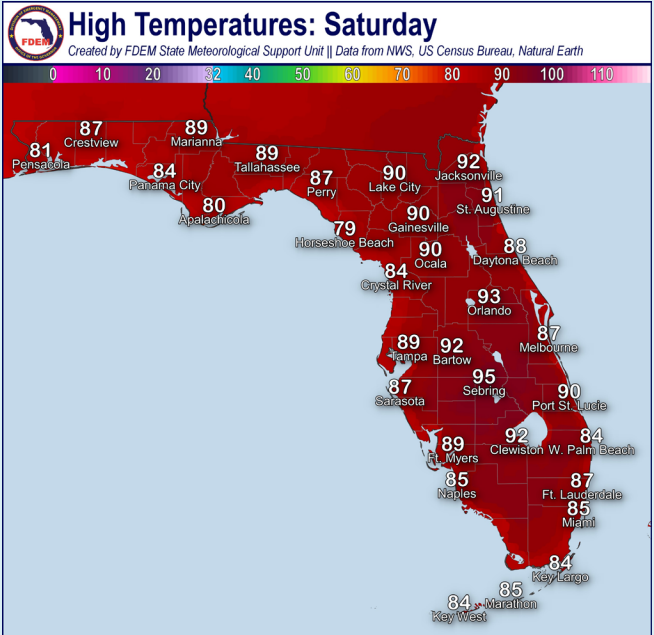 High Temperatures: Saturday
Created by FDEM State Meteorological Support Unit || Data from NWS, US Census Bureau, Natural Earth
FDEM
0 10 20 32 40 50 60 70 80 90 100 110
87
Crestview
89
Marianna
81
Pensacola
89
Tallahassee
84
Panama City
87
Perry
90
Lake City
92
Jacksonville
80
Apalachicola
91
St. Augustine
79
Horseshoe Beach
90
Gainesville
90
Ocala
88
Daytona Beach
84
Crystal River
93
Orlando
89
Tampa
92
Bartow
87
Melbourne
87
Sarasota
95
Sebring
90
Port St. Lucie
89
Ft. Myers
92
Clewiston
84
W. Palm Beach
85
Naples
87
Ft. Lauderdale
85
Miami
84
Key Largo
85
Marathon
84
Key West